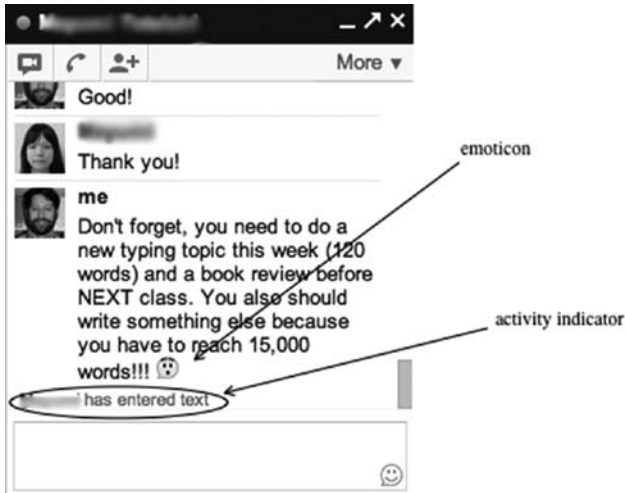 More ▼
Good!
Thank you!
me
Don't forget, you need to do a
new typing topic this week (120
words) and a book review before
NEXT class. You also should
write something else because
you have to reach 15,000
words!!!
has entered text
emoticon
activity indicator